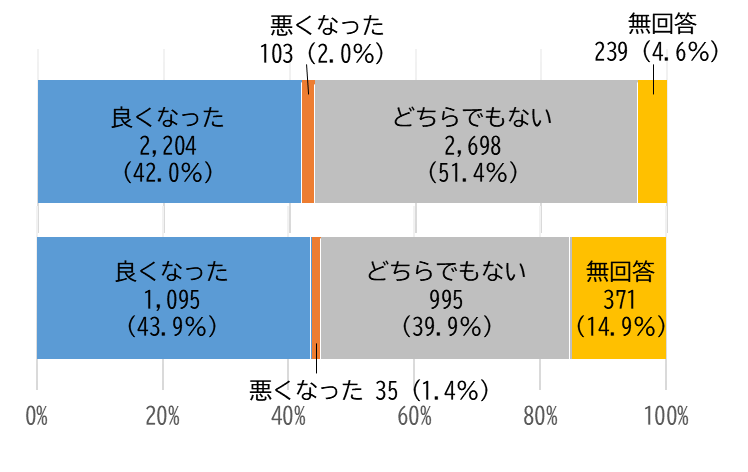 悪くなった
103（2.0%）
無回答
239（4.6%）
良くなった
2,204
（42.0%）
どちらでもない
2,698
（51.4%）
良くなった
1,095
（43.9%）
どちらでもない
995
（39.9%）
無回答
371
（14.9%）
悪くなった 35（1.4%）
0% 20% 40% 60% 80% 100%